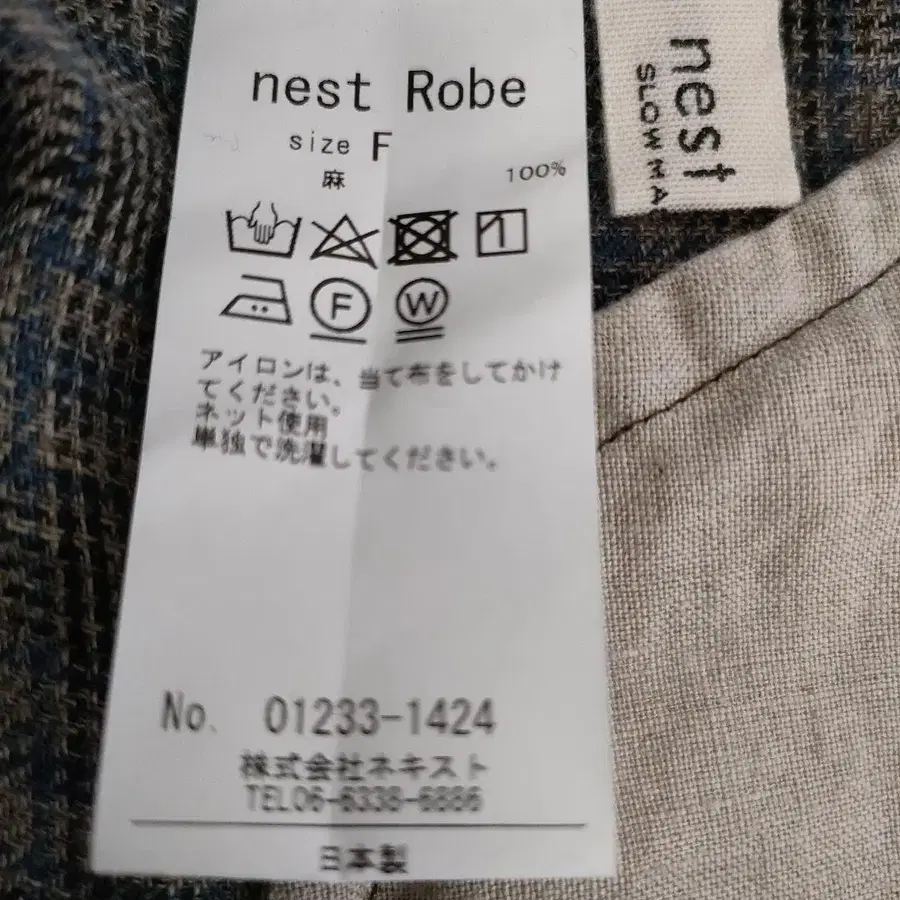 nest Robe
size F
麻 100%
F W
アイロンは、当て布をしてかけ
てください。
ネット使用
単独で洗濯してください。
No. 01233-1424
株式会社ネキスト
TEL06-6338-6886
日本製
nest
SLOW MA